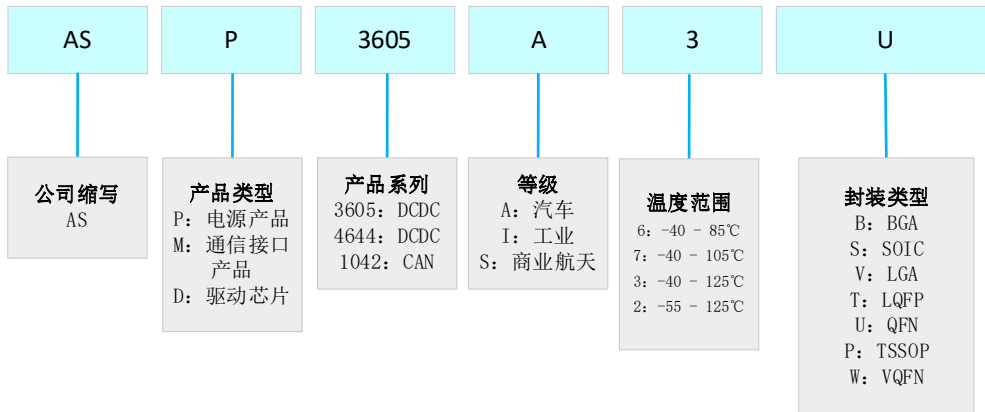 AS P 3605 A 3 U
公司缩写
AS
产品类型
P：电源产品
M：通信接口
产品
D：驱动芯片
产品系列
3605：DCDC
4644：DCDC
1042：CAN
等级
A：汽车
I：工业
S：商业航天
温度范围
6：-40 - 85℃
7：-40 - 105℃
3：-40 - 125℃
2：-55 - 125℃
封装类型
B：BGA
S：SOIC
V：LGA
T：LQFP
U：QFN
P：TSSOP
W：VQFN